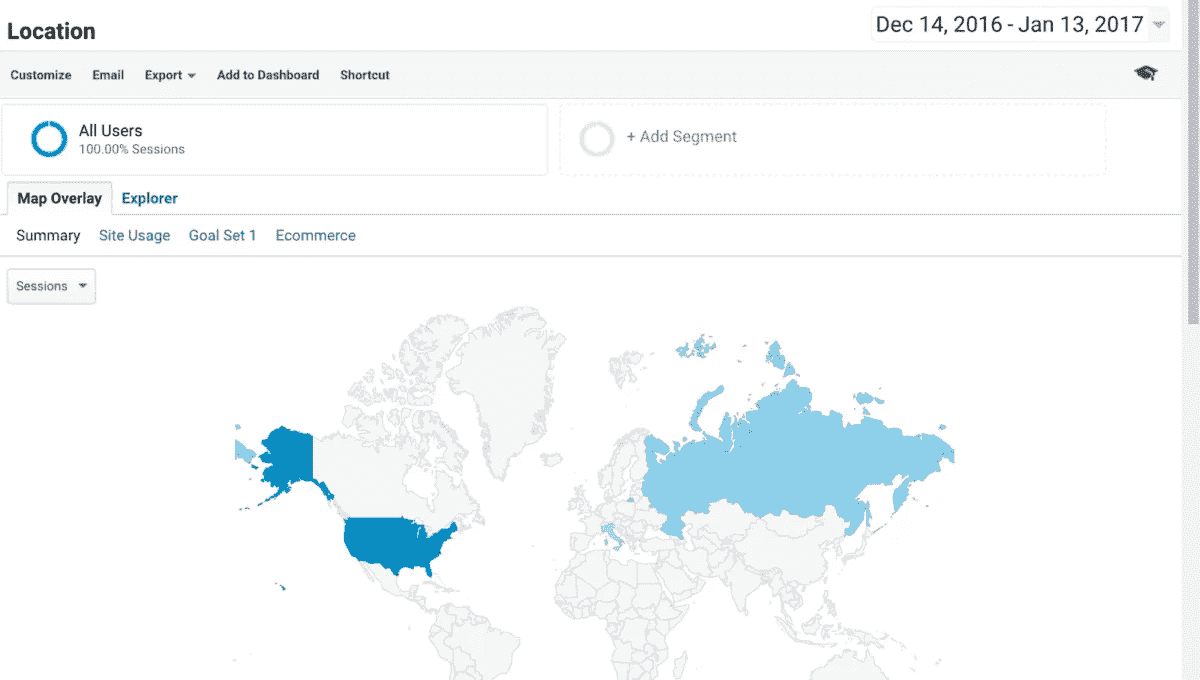 Location
Dec 14, 2016 - Jan 13, 2017
Customize Email Export Add to Dashboard Shortcut
All Users
100.00% Sessions
+ Add Segment
Map Overlay Explorer
Summary Site Usage Goal Set 1 Ecommerce
Sessions